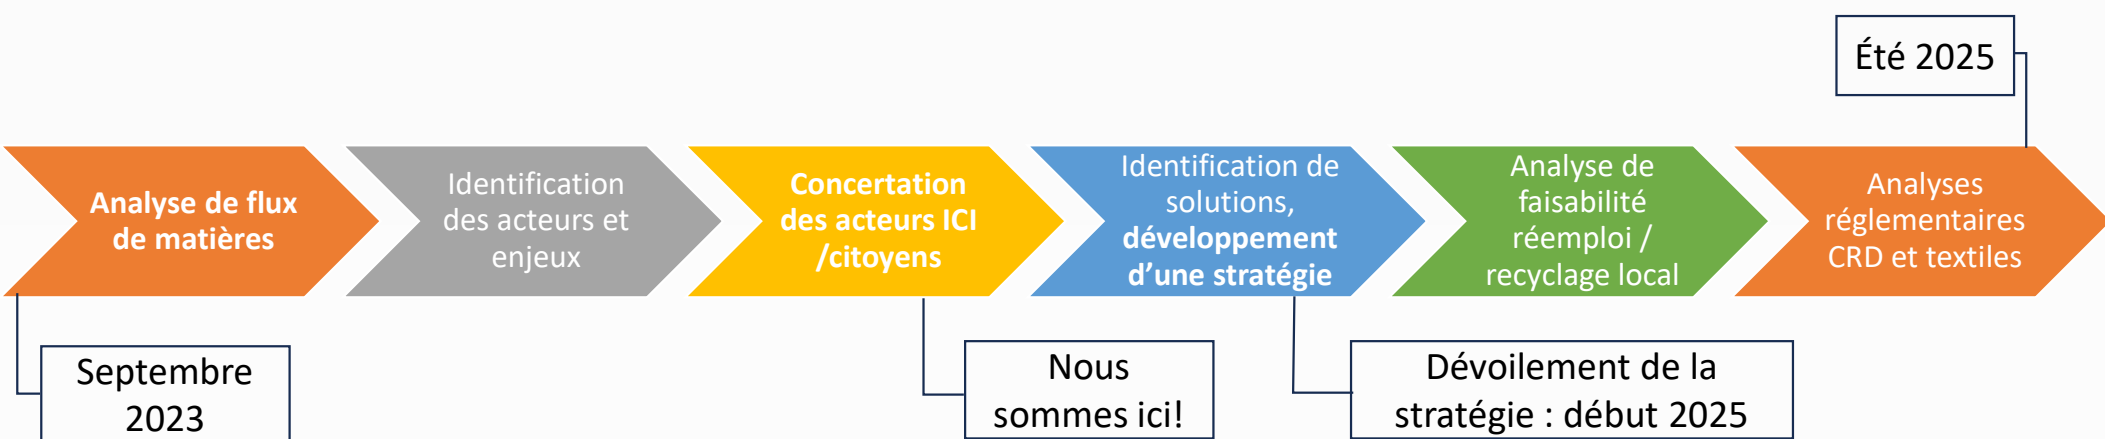 Été 2025
Analyse de flux
de matières
Identification
des acteurs et
enjeux
Concertation
des acteurs ICI
/citoyens
Identification de
solutions,
développement
d’une stratégie
Analyse de
faisabilité
réemploi /
recyclage local
Analyses
réglementaires
CRD et textiles
Septembre
2023
Nous
sommes ici!
Dévoilement de la
stratégie : début 2025